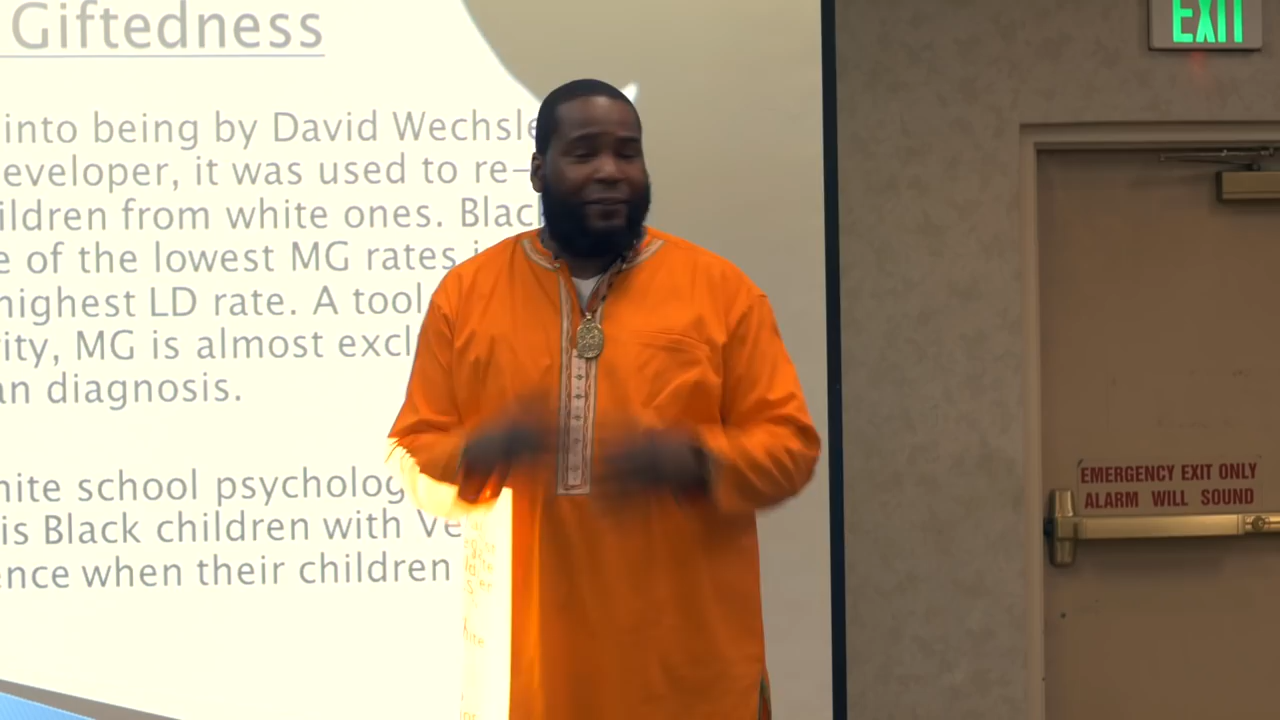 Giftedness
into being by David Wechsle
eveloper, it was used to re-
ildren from white ones. Black
e of the lowest MG rates i
highest LD rate. A tool
ity, MG is almost excl
an diagnosis.
hite school psycholog
is Black children with Ve
ence when their children
EXIT
EMERGENCY EXIT ONLY
ALARM WILL SOUND